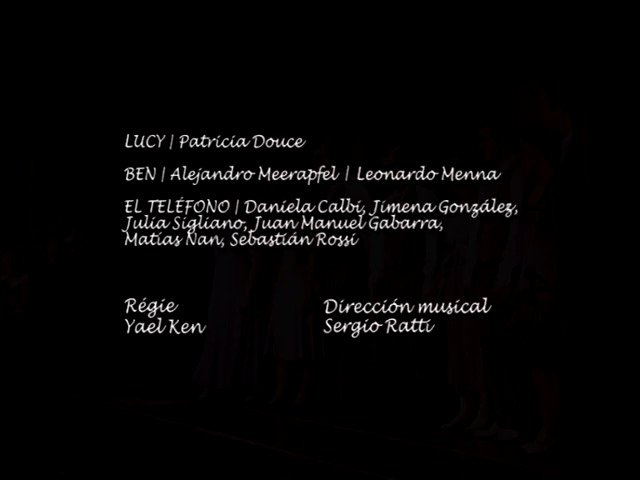 LUCY | Patricia Douce
BEN | Alejandro Meerapfel | Leonardo Menna
EL TELÉFONO | Daniela Calbi, Jimena González,
Julia Sigliano, Juan Manuel Gabarra,
Matías Nan, Sebastián Rossi
Régie
Yael Ken
Dirección musical
Sergio Ratti